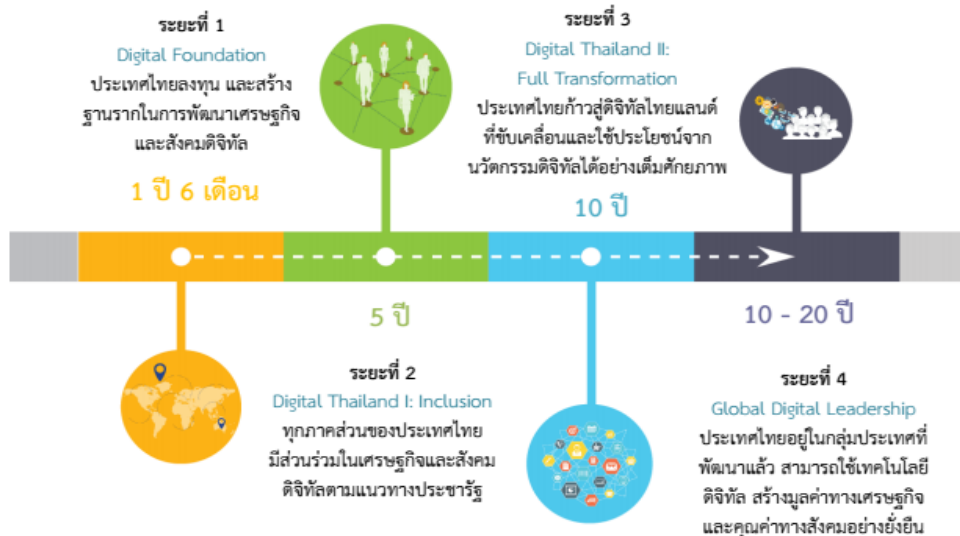 ระยะที่ 1
Digital Foundation
ประเทศไทยลงทุน และสร้าง
ฐานรากในการพัฒนาเศรษฐกิจ
และสังคมดิจิทัล
1 ปี 6 เดือน
5 ปี
ระยะที่ 2
Digital Thailand I: Inclusion
ทุกภาคส่วนของประเทศไทย
มีส่วนร่วมในเศรษฐกิจและสังคม
ดิจิทัลตามแนวทางประชารัฐ
ระยะที่ 3
Digital Thailand II:
Full Transformation
ประเทศไทยก้าวสู่ดิจิทัลไทยแลนด์
ที่ขับเคลื่อนและใช้ประโยชน์จาก
นวัตกรรมดิจิทัลได้อย่างเต็มศักยภาพ
10 ปี
10 - 20 ปี
ระยะที่ 4
Global Digital Leadership
ประเทศไทยอยู่ในกลุ่มประเทศที่
พัฒนาแล้ว สามารถใช้เทคโนโลยี
ดิจิทัล สร้างมูลค่าทางเศรษฐกิจ
และคุณค่าทางสังคมอย่างยั่งยืน